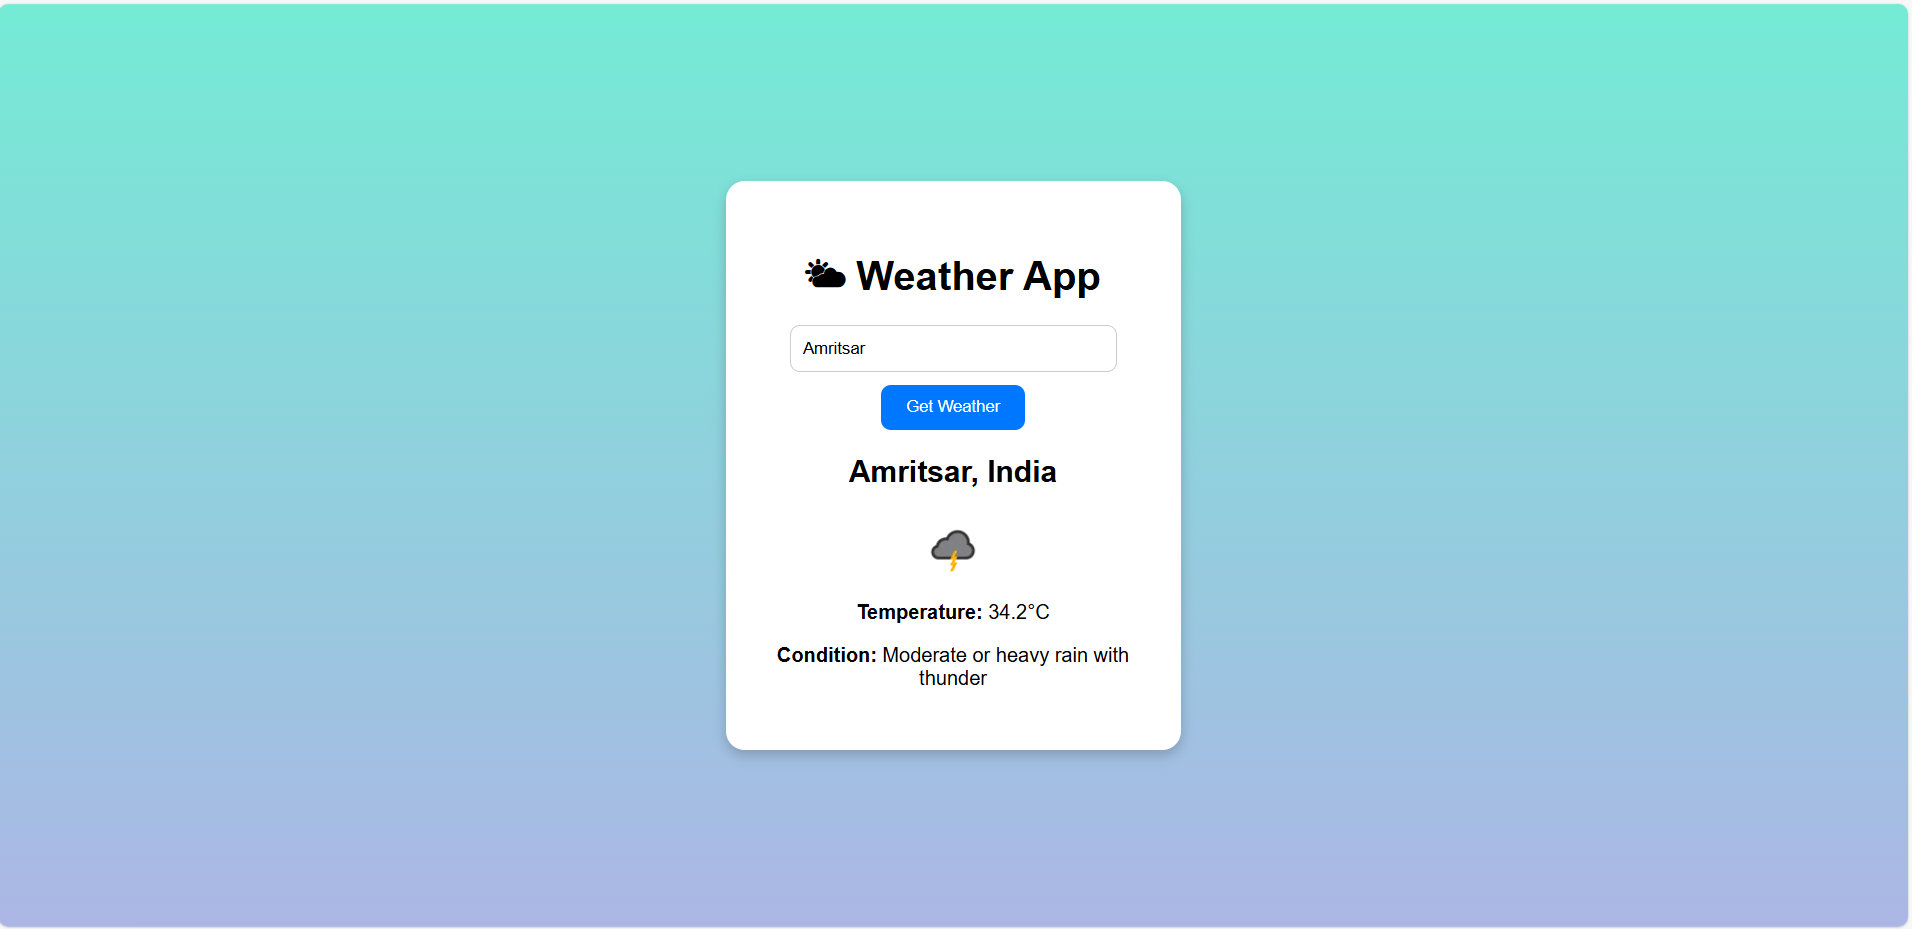 Weather App
Amritsar
Get Weather
Amritsar, India
Temperature: 34.2°C
Condition: Moderate or heavy rain with
thunder